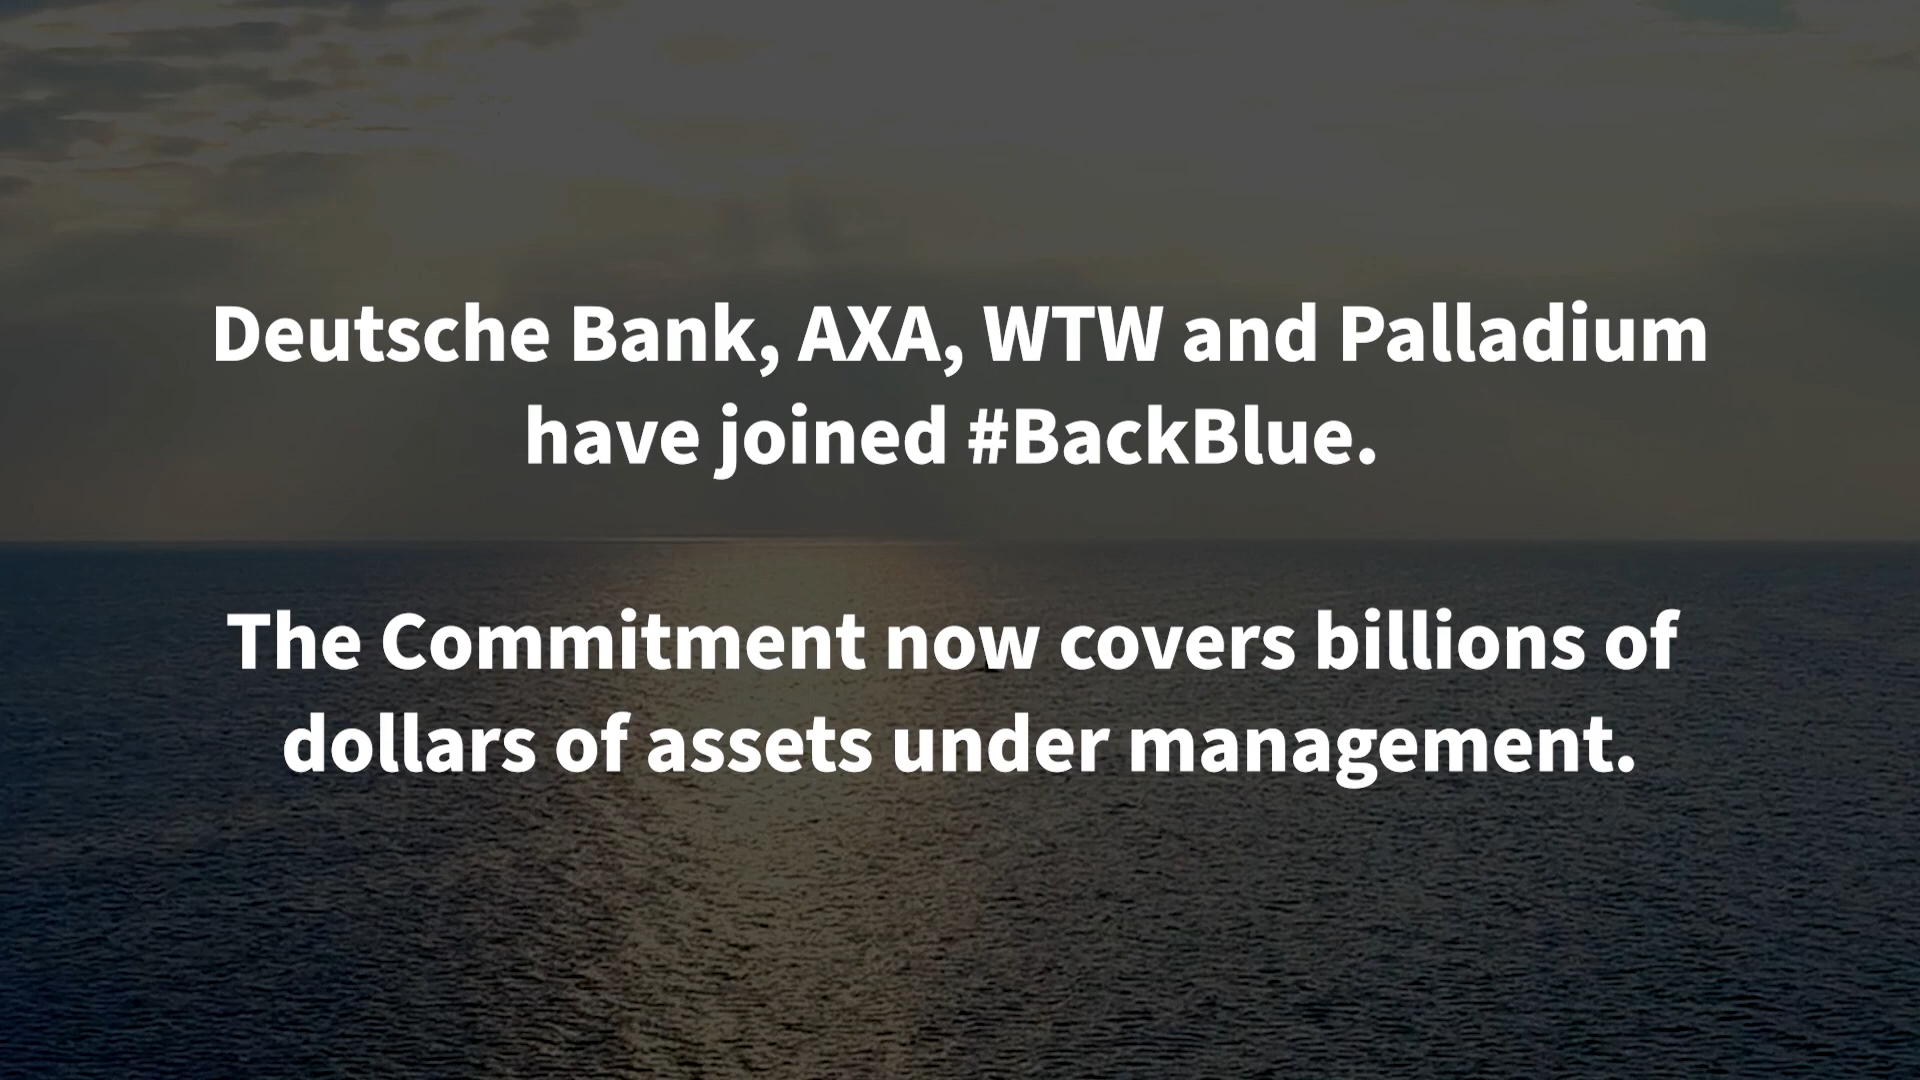 Deutsche Bank, AXA, WTW and Palladium
have joined #BackBlue.
The Commitment now covers billions of
dollars of assets under management.